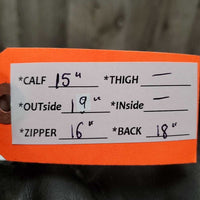 *CALF 15" *THIGH —
*OUTside 19" *INside —
*ZIPPER 16" *BACK 18"